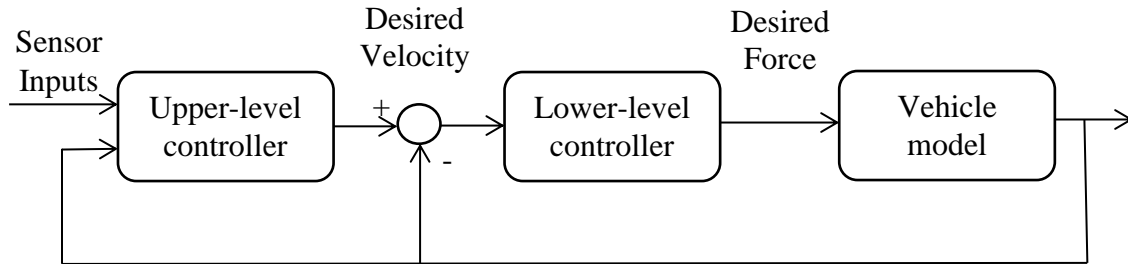 Sensor
Inputs
Upper-level
controller
+
-
Desired
Velocity
Lower-level
controller
Desired
Force
Vehicle
model